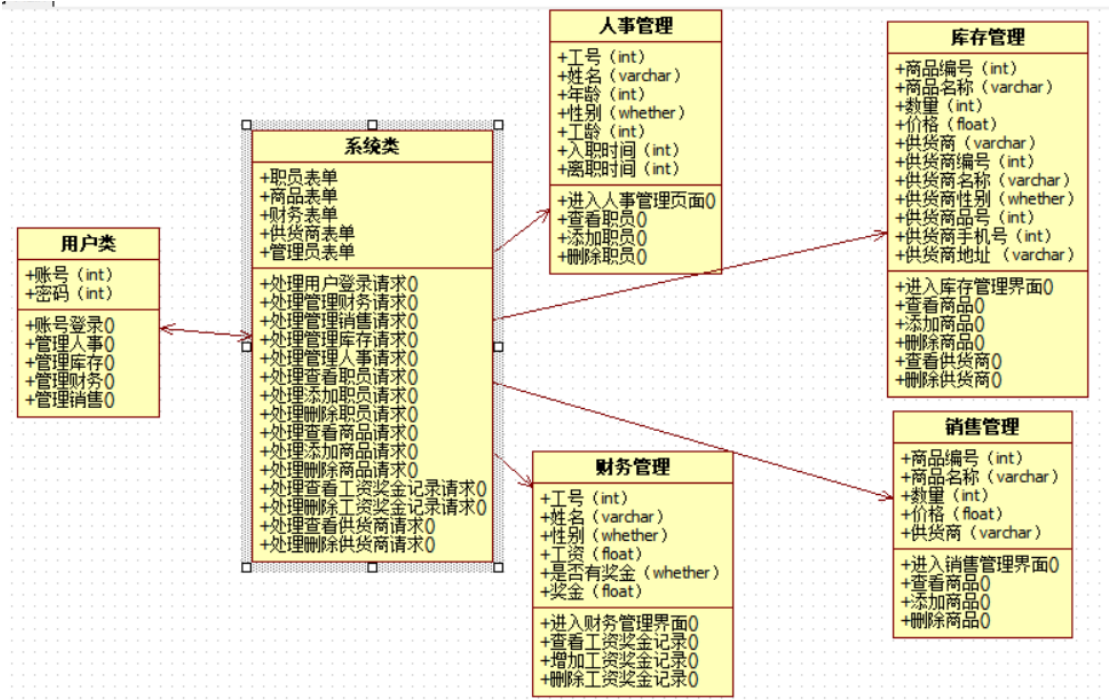 人事管理
+工号（int）
+姓名（varchar）
+年龄（int）
+性别（whether）
+工龄（int）
+入职时间（int）
+离职时间（int）
+进入人事管理页面()
+查看职员()
+添加职员()
+删除职员()
库存管理
+商品编号（int）
+商品名称（varchar）
+数里（int）
+价格（float）
+供货商（varchar）
+供货商编号（int）
+供货商名称（varchar）
+供货商性别（whether）
+供货商品号（int）
+供货商手机号（int）
+供货商地址（varchar）
+进入库存管理界面()
+查看商品()
+添加商品()
+删除商品()
+查看供货商()
+删除供货商()
系统类
+职员表单
+商品表单
+财务表单
+供货商表单
+管理员表单
+处理用户登录请求()
+处理管理财务请求()
+处理管理销售请求()
+处理管理库存请求()
+处理管理人事请求()
+处理查看职员请求()
+处理添加职员请求()
+处理删除职员请求()
+处理查看商品请求()
+处理添加商品请求()
+处理删除商品请求()
+处理查看工资奖金记录请求()
+处理删除工资奖金记录请求()
+处理查看供货商请求()
+处理删除供货商请求()
用户类
+账号（int）
+密码（int）
+账号登录()
+管理人事()
+管理库存()
+管理财务()
+管理销售()
财务管理
+工号（int）
+姓名（varchar）
+性别（whether）
+工资（float）
+是否有奖金（whether）
+奖金（float）
+进入财务管理界面()
+查看工资奖金记录()
+增加工资奖金记录()
+删除工资奖金记录()
销售管理
+商品编号（int）
+商品名称（varchar）
+数量（int）
+价格（float）
+供货商（varchar）
+进入销售管理界面()
+查看商品()
+添加商品()
+删除商品()